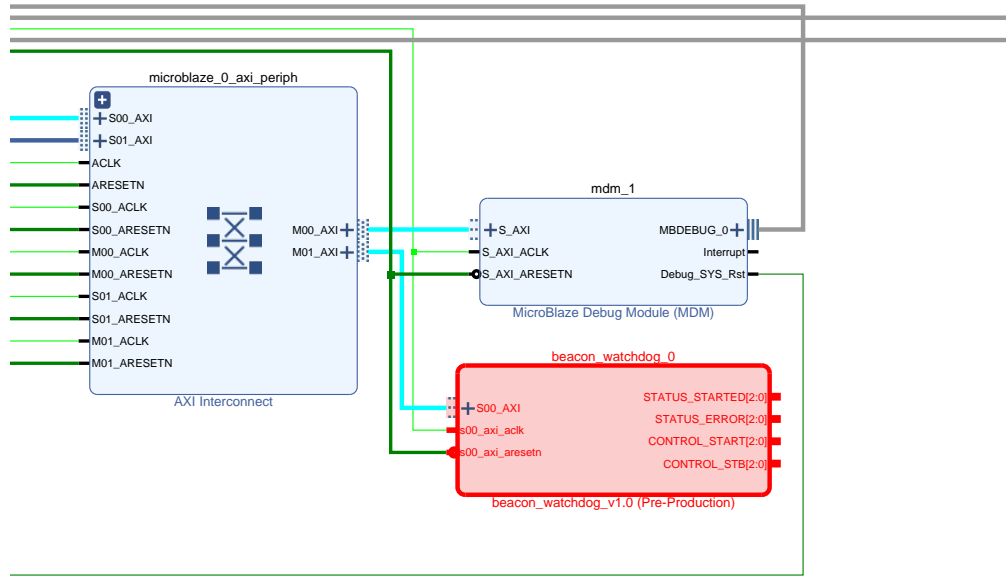 microblaze_0_axi_periph
S00_AXI
S01_AXI
ACLK
ARESETN
S00_ACLK
S00_ARESETN
M00_ACLK
M00_ARESETN
S01_ACLK
S01_ARESETN
M01_ACLK
M01_ARESETN
M00_AXI
M01_AXI
AXI Interconnect
mdm_1
S_AXI
S_AXI_ACLK
S_AXI_ARESETN
MBDEBUG_0
Interrupt
Debug_SYS_Rst
MicroBlaze Debug Module (MDM)
beacon_watchdog_0
S00_AXI
s00_axi_aclk
s00_axi_aresetn
STATUS_STARTED[2:0]
STATUS_ERROR[2:0]
CONTROL_START[2:0]
CONTROL_STB[2:0]
beacon_watchdog_v1.0 (Pre-Production)